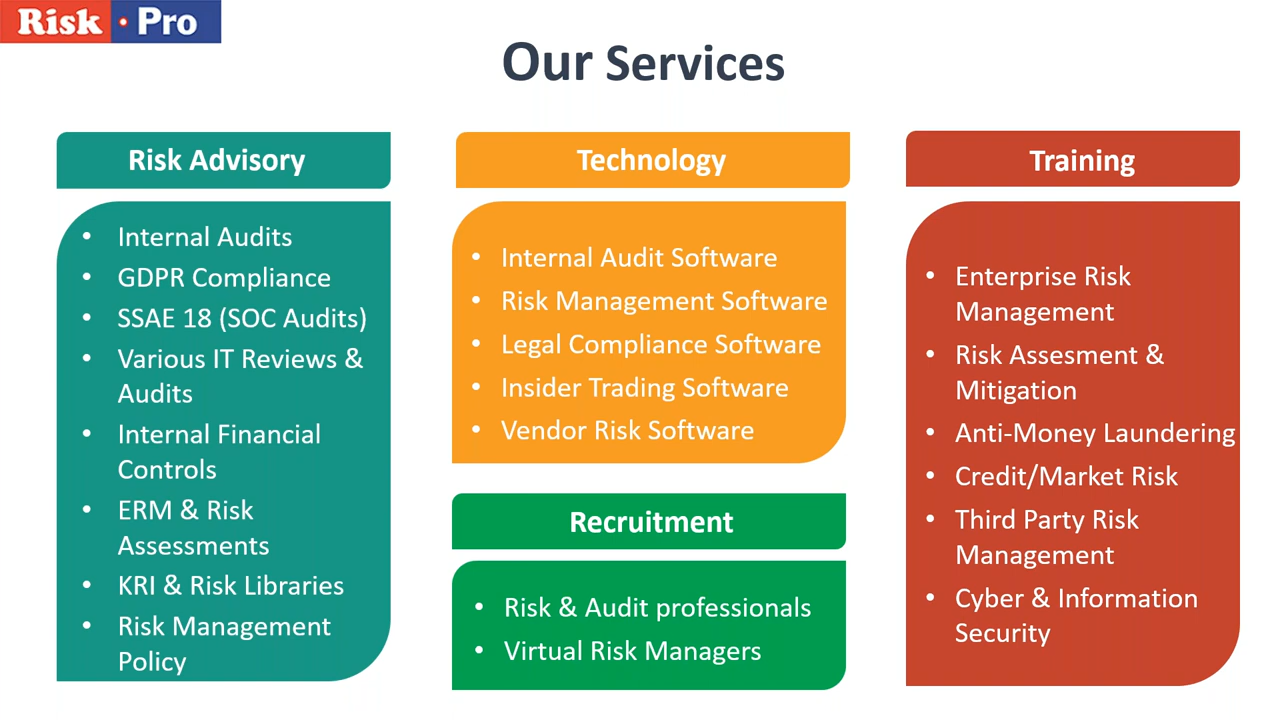 Risk • Pro
Our Services
Risk Advisory
• Internal Audits
• GDPR Compliance
• SSAE 18 (SOC Audits)
• Various IT Reviews &
Audits
• Internal Financial
Controls
• ERM & Risk
Assessments
• KRI & Risk Libraries
• Risk Management
Policy
Technology
• Internal Audit Software
• Risk Management Software
• Legal Compliance Software
• Insider Trading Software
• Vendor Risk Software
Recruitment
• Risk & Audit professionals
• Virtual Risk Managers
Training
• Enterprise Risk
Management
• Risk Assesment &
Mitigation
• Anti-Money Laundering
• Credit/Market Risk
• Third Party Risk
Management
• Cyber & Information
Security